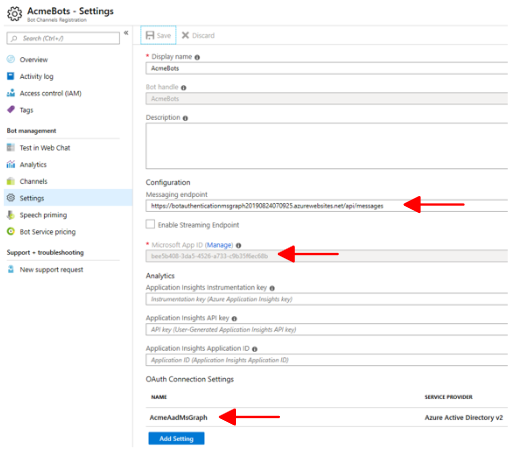 AcmeBots - Settings
Bot Channels Registration
Search (Ctrl+/)
«
Overview
Activity log
Access control (IAM)
Tags
Bot management
Test in Web Chat
Analytics
Channels
Settings
Speech priming
Bot Service pricing
Support + troubleshooting
New support request
Save
Discard
* Display name
AcmeBots
Bot handle
AcmeBots
Description
Configuration
Messaging endpoint
https://botauthenticationmsgraph20190824070925.azurewebsites.net/api/messages
Enable Streaming Endpoint
* Microsoft App ID (Manage)
Analytics
Application Insights Instrumentation key
Instrumentation key (Azure Application Insights key)
Application Insights API key
API key (User-Generated Application Insights API key)
Application Insights Application ID
Application ID (Application Insights Application ID)
OAuth Connection Settings
NAME
SERVICE PROVIDER
AcmeAadMsGraph
Azure Active Directory v2
Add Setting